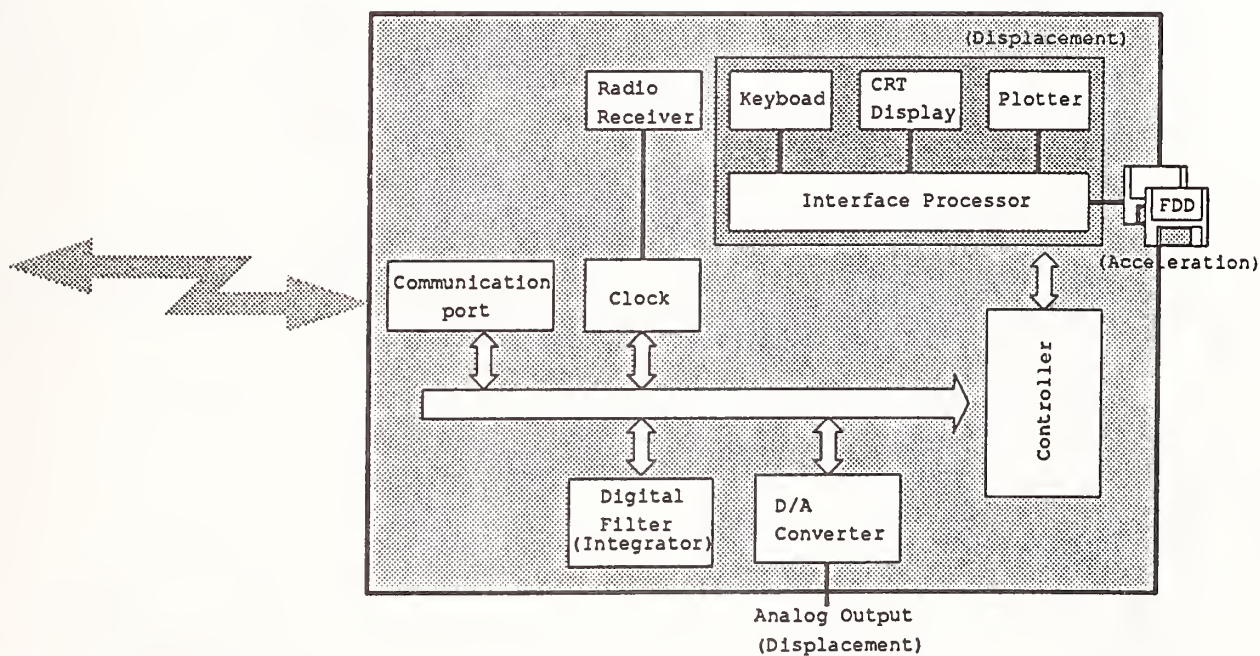 (Displacement)
Radio
Receiver
Keyboad
CRT
Display
Plotter
Interface Processor
FDD
(Acceleration)
Communication
port
Clock
Controller
Digital
Filter
(Integrator)
D/A
Converter
Analog Output
(Displacement)